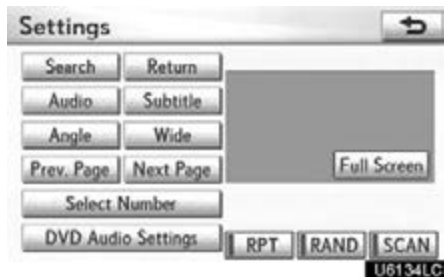 Settings
Search Return
Audio Subtitle
Angle Wide
Prev. Page Next Page Full Screen
Select Number
DVD Audio Settings RPT RAND SCAN
U6134LC